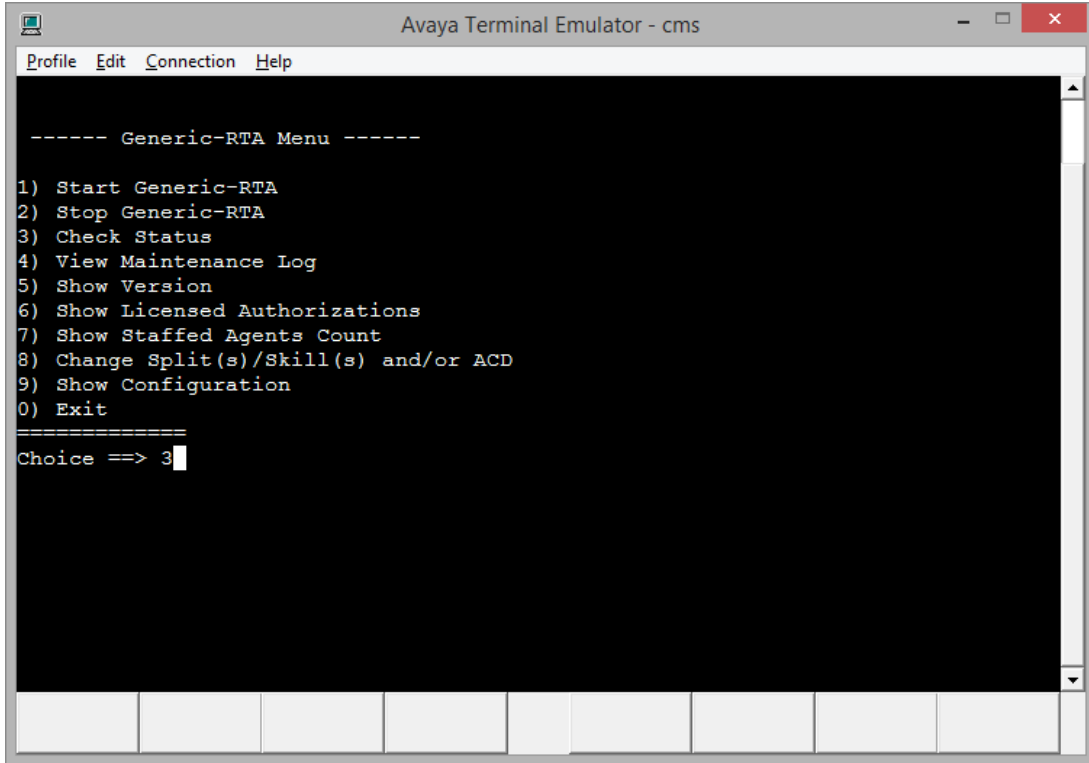 Avaya Terminal Emulator - cms
Profile Edit Connection Help
------ Generic-RTA Menu ------
1) Start Generic-RTA
2) Stop Generic-RTA
3) Check Status
4) View Maintenance Log
5) Show Version
6) Show Licensed Authorizations
7) Show Staffed Agents Count
8) Change Split(s)/Skill(s) and/or ACD
9) Show Configuration
0) Exit
=============
Choice ==> 3